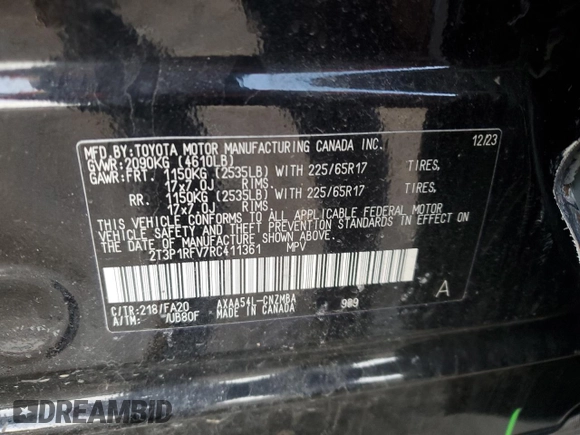 MFD BY: TOYOTA MOTOR MANUFACTURING CANADA INC. 12/23
GVWR: 2090KG (4610LB)
GAWR: FRT. 1150KG (2535LB) WITH 225/65R17 TIRES,
17x7.0J RIMS,
RR. 1150KG (2535LB) WITH 225/65R17 TIRES,
17x7.0J RIMS,
THIS VEHICLE CONFORMS TO ALL APPLICABLE FEDERAL MOTOR
VEHICLE SAFETY AND THEFT PREVENTION STANDARDS IN EFFECT ON
THE DATE OF MANUFACTURE SHOWN ABOVE.
2T3P1RFV7RC411361 MPV
C/TR: 218/FA20 AXAA54L-CNZMBA 989 A
A/TM: /UB80F MADE IN CANADA
DREAMBID